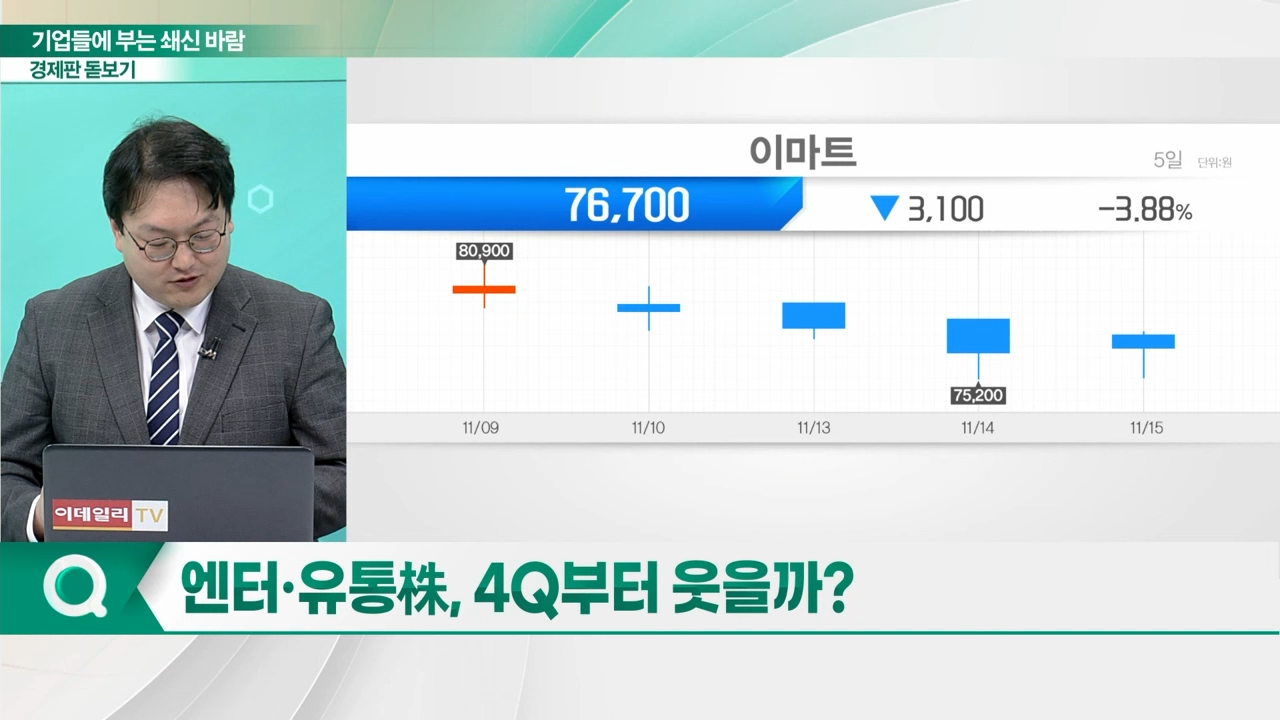 기업들에 부는 쇄신 바람
경제판 돋보기
이마트
5일 단위:원
76,700 ▼ 3,100 -3.88%
80,900
75,200
11/09 11/10 11/13 11/14 11/15
이데일리 TV
엔터·유통株, 4Q부터 웃을까?